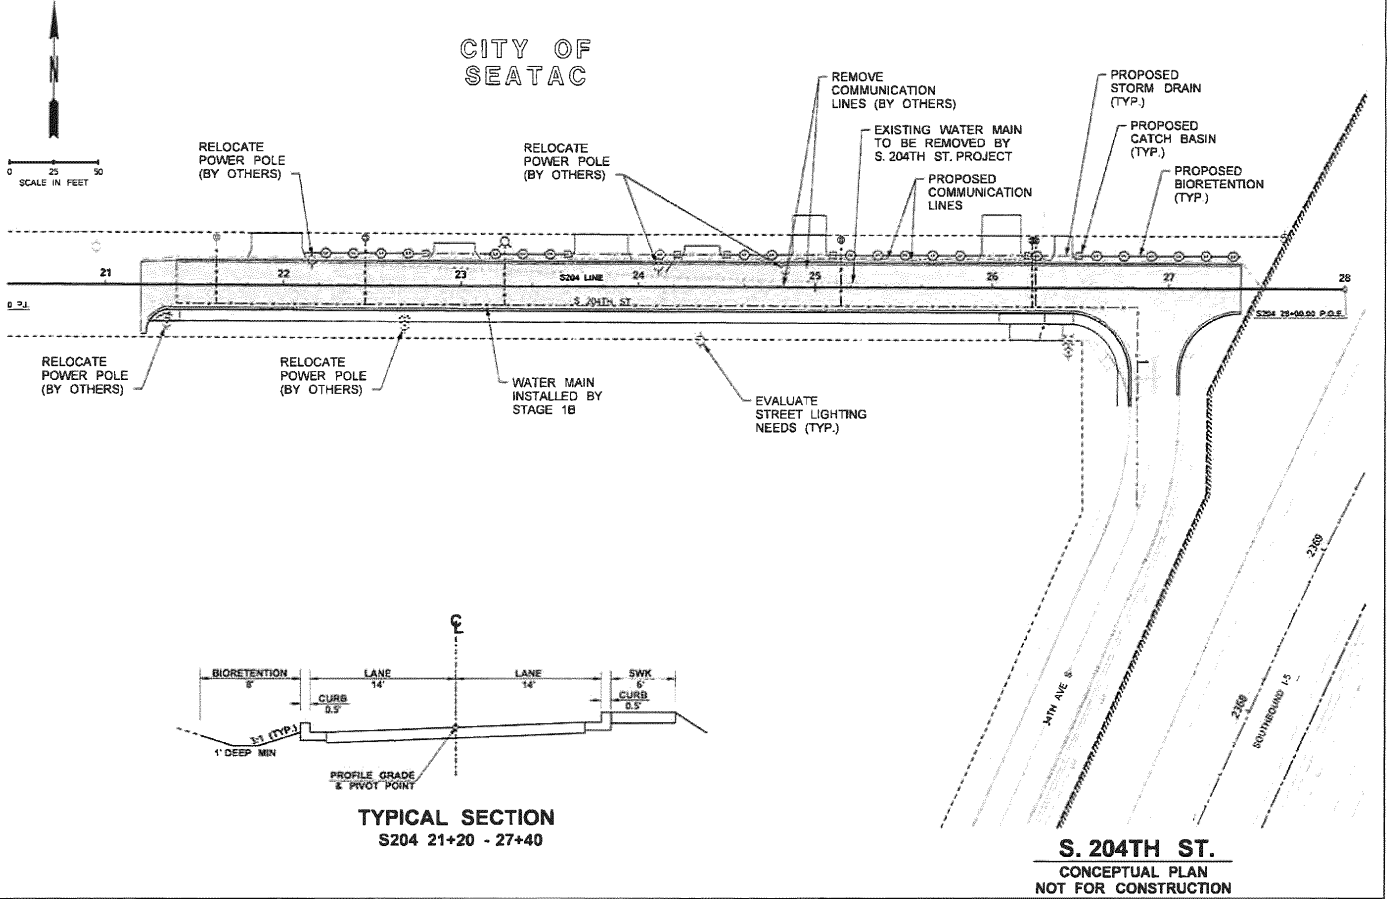 CITY OF
SEATAC
N
0 25 50
SCALE IN FEET
RELOCATE
POWER POLE
(BY OTHERS)
RELOCATE
POWER POLE
(BY OTHERS)
REMOVE
COMMUNICATION
LINES (BY OTHERS)
EXISTING WATER MAIN
TO BE REMOVED BY
S. 204TH ST. PROJECT
PROPOSED
COMMUNICATION
LINES
PROPOSED
STORM DRAIN
(TYP.)
PROPOSED
CATCH BASIN
(TYP.)
PROPOSED
BIORETENTION
(TYP.)
21 22 23 24 25 26 27 28
S204 LINE
S 204TH ST.
S204 28+00.00 P.O.E.
RELOCATE
POWER POLE
(BY OTHERS)
RELOCATE
POWER POLE
(BY OTHERS)
WATER MAIN
INSTALLED BY
STAGE 1B
EVALUATE
STREET LIGHTING
NEEDS (TYP.)
2369
2368
SOUTHBOUND I-5
34TH AVE S
BIORETENTION LANE LANE SWK
8' 14' 14' 6'
CURB
0.5'
CURB
0.5'
3:1 (TYP.)
1' DEEP MIN
PROFILE GRADE
& PIVOT POINT
TYPICAL SECTION
S204 21+20 - 27+40
S. 204TH ST.
CONCEPTUAL PLAN
NOT FOR CONSTRUCTION